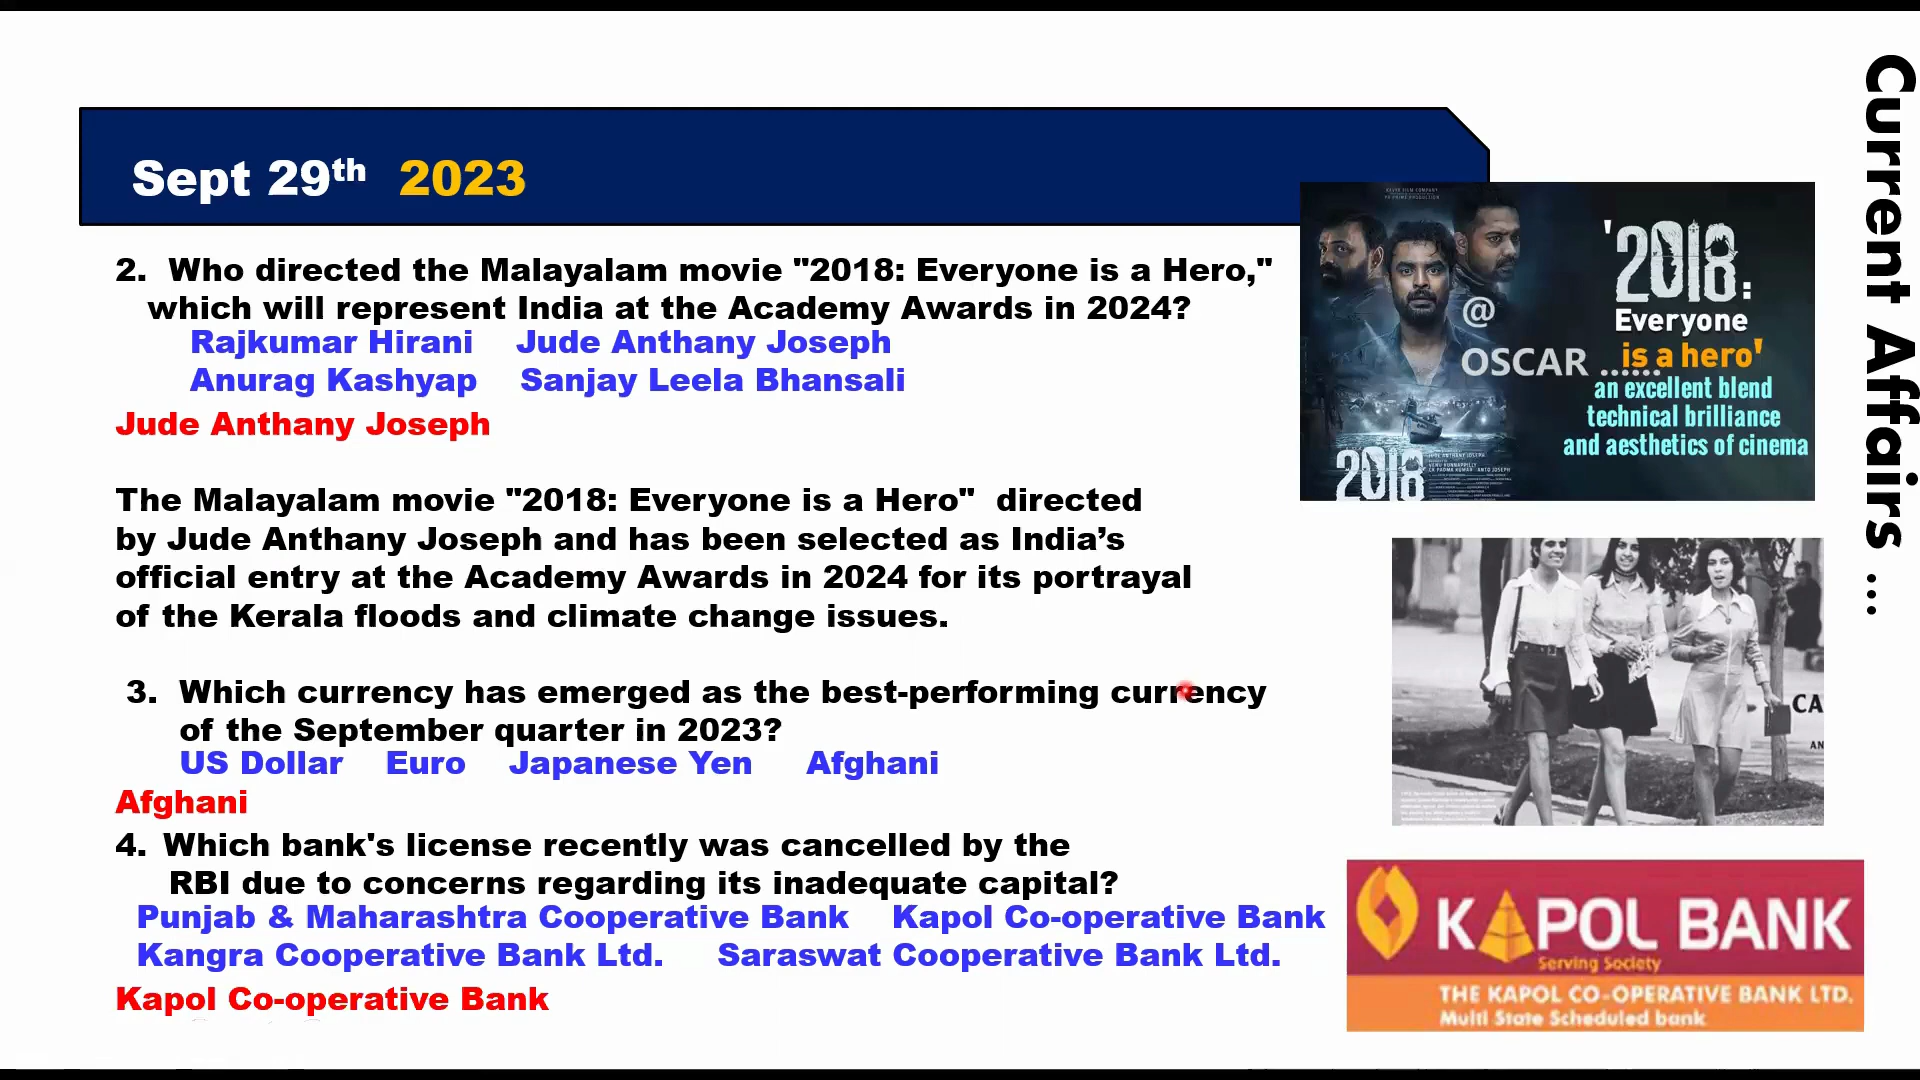 Sept 29th 2023
Current Affairs ...
2. Who directed the Malayalam movie "2018: Everyone is a Hero,"
which will represent India at the Academy Awards in 2024?
Rajkumar Hirani Jude Anthany Joseph
Anurag Kashyap Sanjay Leela Bhansali
Jude Anthany Joseph
The Malayalam movie "2018: Everyone is a Hero" directed
by Jude Anthany Joseph and has been selected as India’s
official entry at the Academy Awards in 2024 for its portrayal
of the Kerala floods and climate change issues.
3. Which currency has emerged as the best-performing currency
of the September quarter in 2023?
US Dollar Euro Japanese Yen Afghani
Afghani
4. Which bank's license recently was cancelled by the
RBI due to concerns regarding its inadequate capital?
Punjab & Maharashtra Cooperative Bank Kapol Co-operative Bank
Kangra Cooperative Bank Ltd. Saraswat Cooperative Bank Ltd.
Kapol Co-operative Bank
'2018:
Everyone
is a hero'
an excellent blend
technical brilliance
and aesthetics of cinema
@
OSCAR ......
2018
CA
AN
KAPOL BANK
Serving Society
THE KAPOL CO-OPERATIVE BANK LTD.
Multi State Scheduled bank